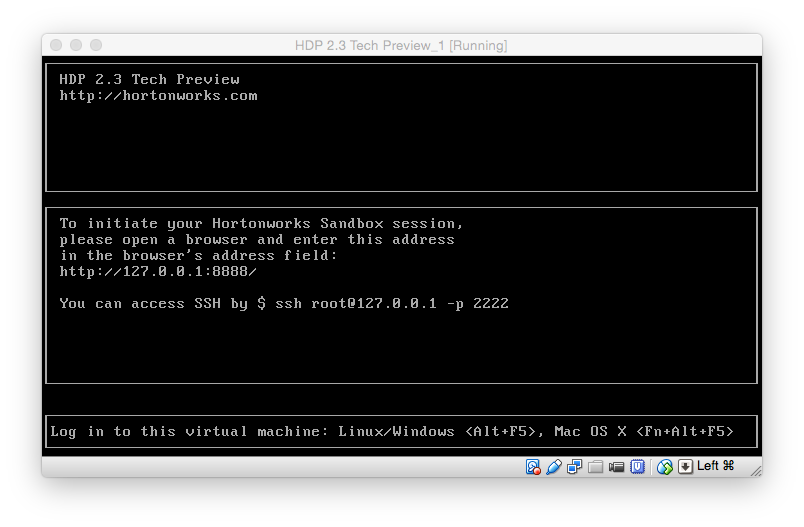 HDP 2.3 Tech Preview_1 [Running]
HDP 2.3 Tech Preview
http://hortonworks.com
To initiate your Hortonworks Sandbox session,
please open a browser and enter this address
in the browser's address field:
http://127.0.0.1:8888/
You can access SSH by $ ssh root@127.0.0.1 -p 2222
Log in to this virtual machine: Linux/Windows <Alt+F5>, Mac OS X <Fn+Alt+F5>
Left ⌘